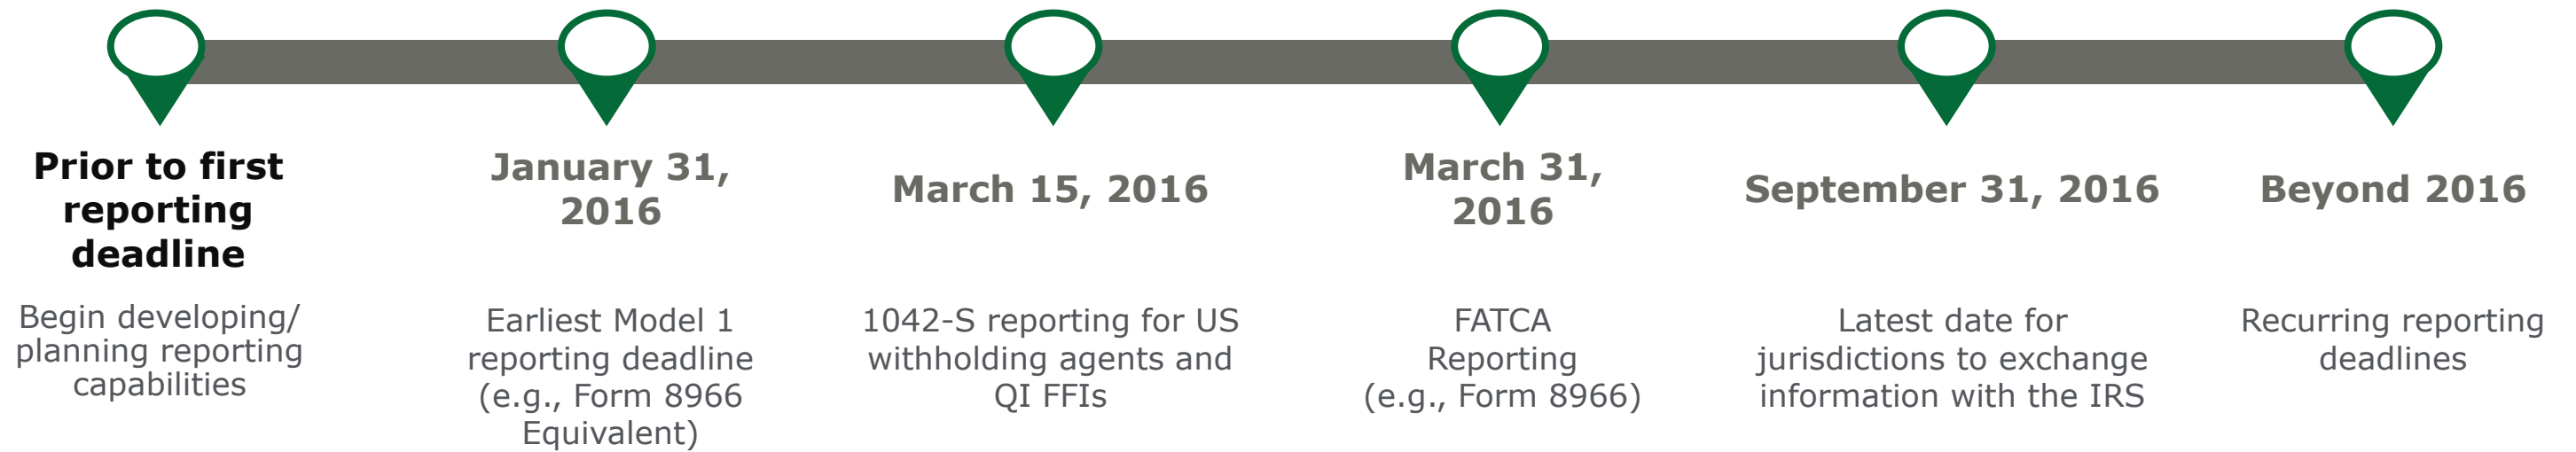 Prior to first
reporting
deadline
Begin developing/
planning reporting
capabilities
January 31,
2016
Earliest Model 1
reporting deadline
(e.g., Form 8966
Equivalent)
March 15, 2016
1042-S reporting for US
withholding agents and
QI FFIs
March 31,
2016
FATCA
Reporting
(e.g., Form 8966)
September 31, 2016
Latest date for
jurisdictions to exchange
information with the IRS
Beyond 2016
Recurring reporting
deadlines